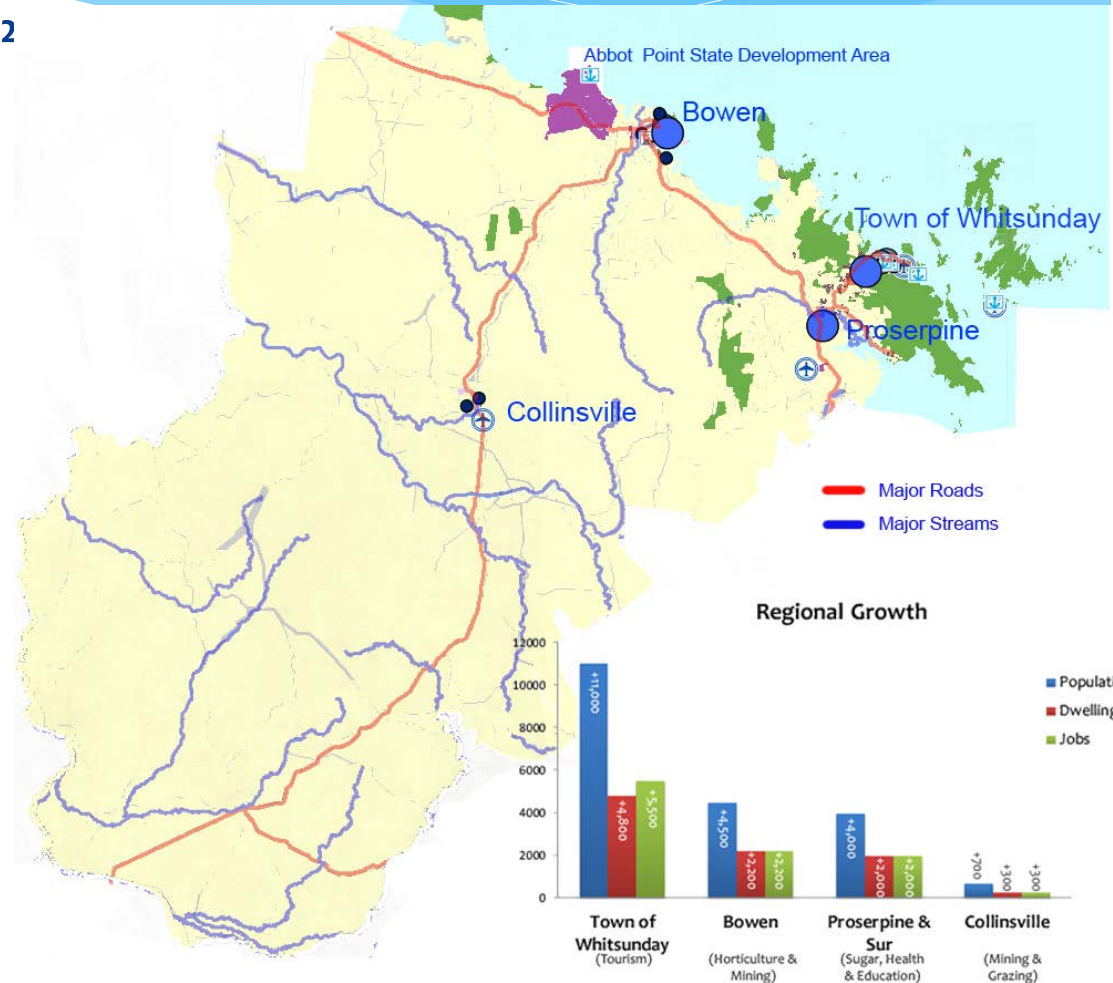 2
Abbot Point State Development Area
Bowen
Town of Whitsunday
Proserpine
Collinsville
Major Roads
Major Streams
Regional Growth
12000
10000
8000
6000
4000
2000
0
+11,000
+4,800
+5,500
+4,500
+2,200
+2,200
+4,000
+2,000
+2,000
+700
+300
+300
Populati
Dwelling
Jobs
Town of
Whitsunday
(Tourism)
Bowen
(Horticulture &
Mining)
Proserpine &
Sur
(Sugar, Health
& Education)
Collinsville
(Mining &
Grazing)